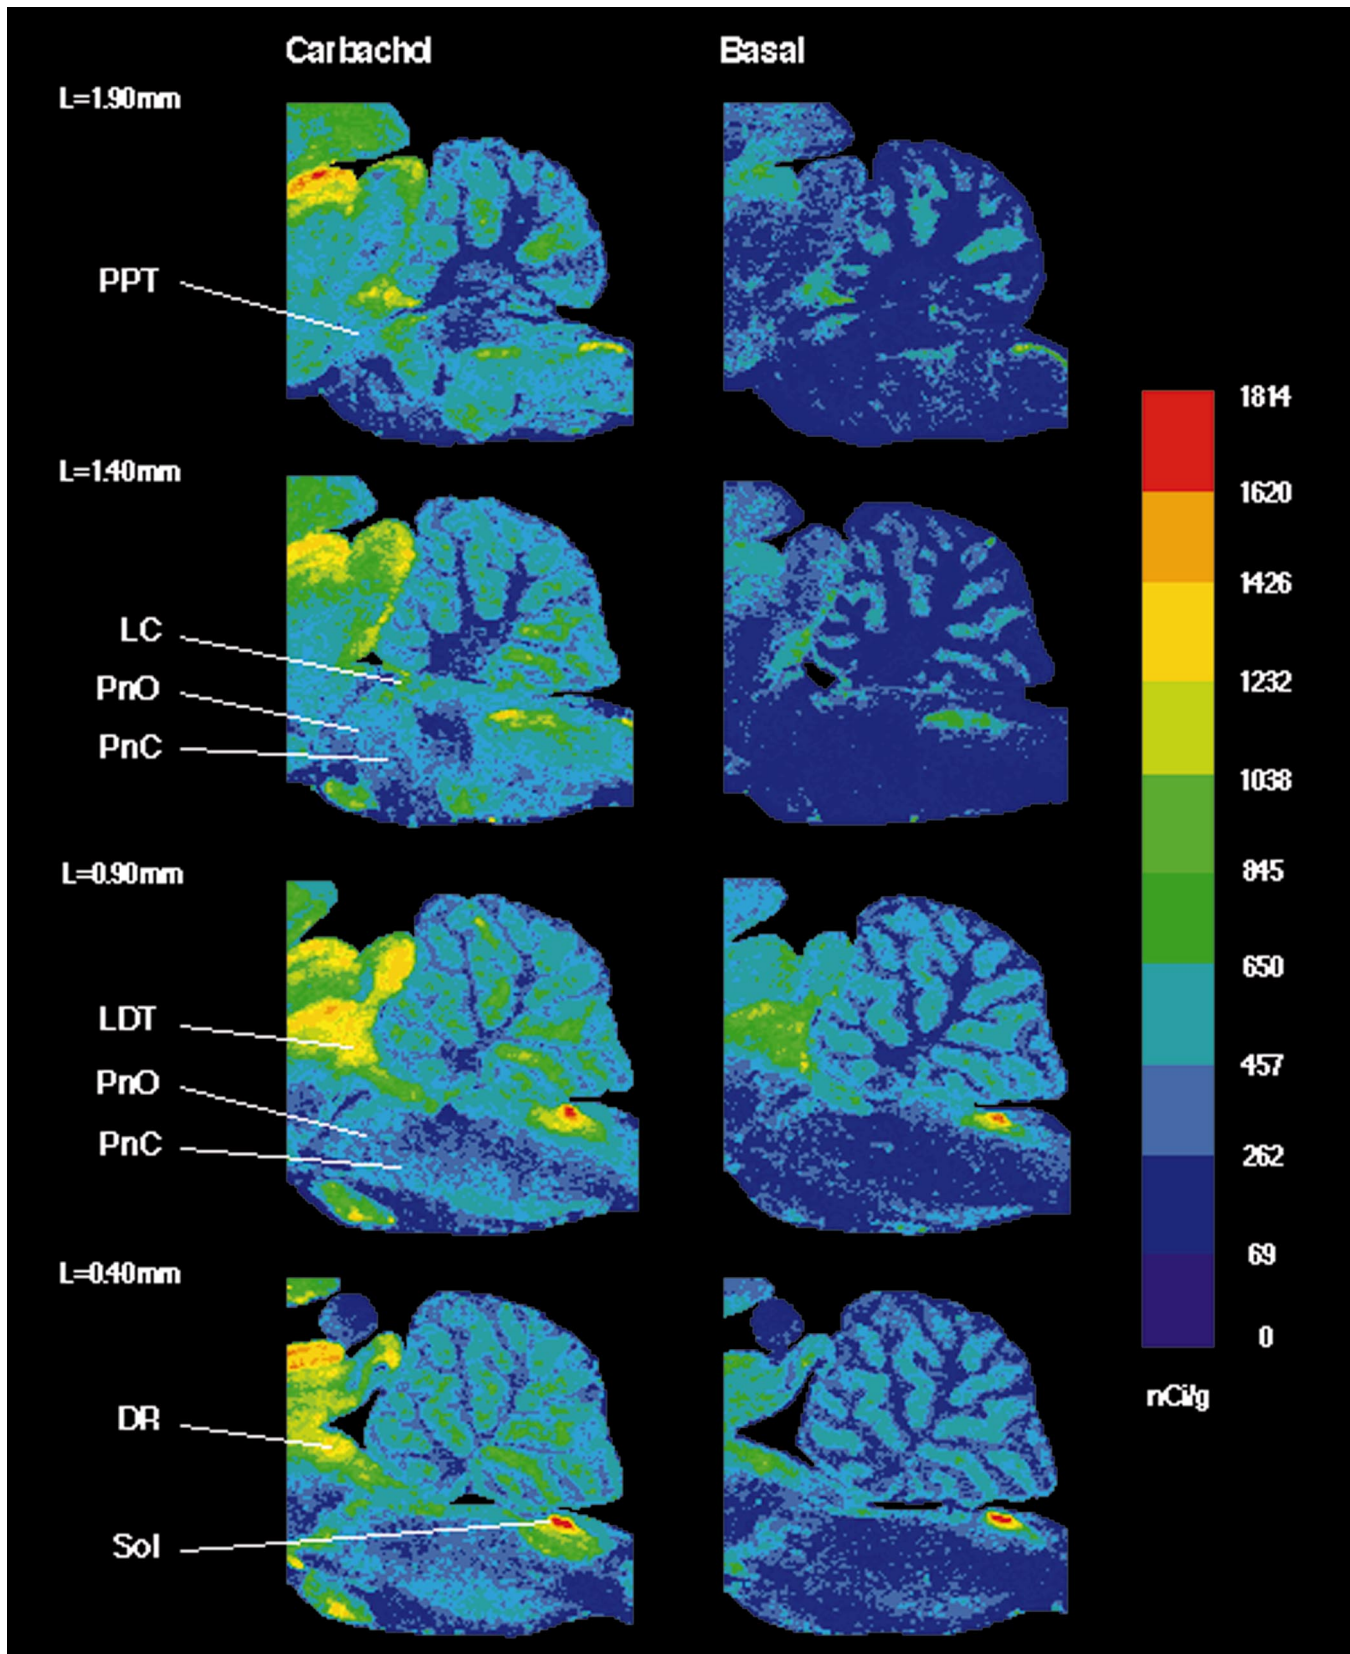 Carbachol Basal
L=1.90mm
PPT
L=1.40mm
LC
PnO
PnC
L=0.90mm
LDT
PnO
PnC
L=0.40mm
DR
Sol
1814
1620
1426
1232
1038
845
650
457
262
69
0
nCi/g